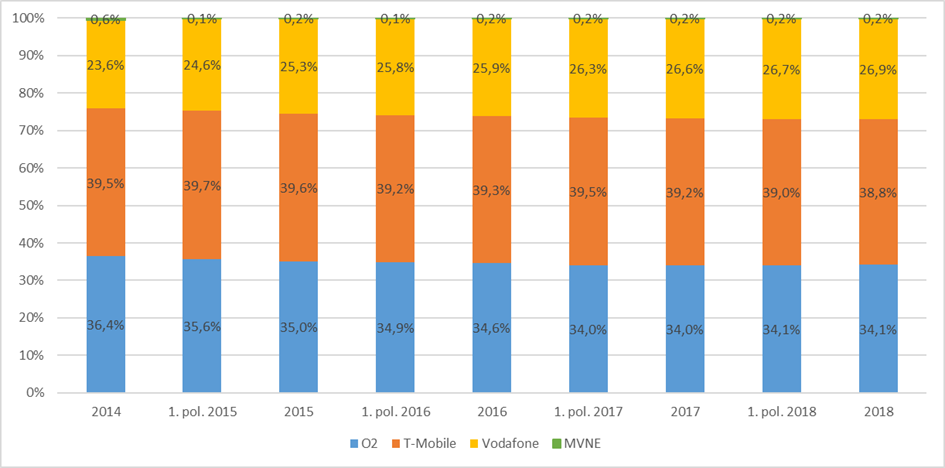 100%
90%
80%
70%
60%
50%
40%
30%
20%
10%
0%
0,6% 0,1% 0,2% 0,1% 0,2% 0,2% 0,2% 0,2% 0,2%
23,6% 24,6% 25,3% 25,8% 25,9% 26,3% 26,6% 26,7% 26,9%
39,5% 39,7% 39,6% 39,2% 39,3% 39,5% 39,2% 39,0% 38,8%
36,4% 35,6% 35,0% 34,9% 34,6% 34,0% 34,0% 34,1% 34,1%
2014 1. pol. 2015 2015 1. pol. 2016 2016 1. pol. 2017 2017 1. pol. 2018 2018
O2 T-Mobile Vodafone MVNE